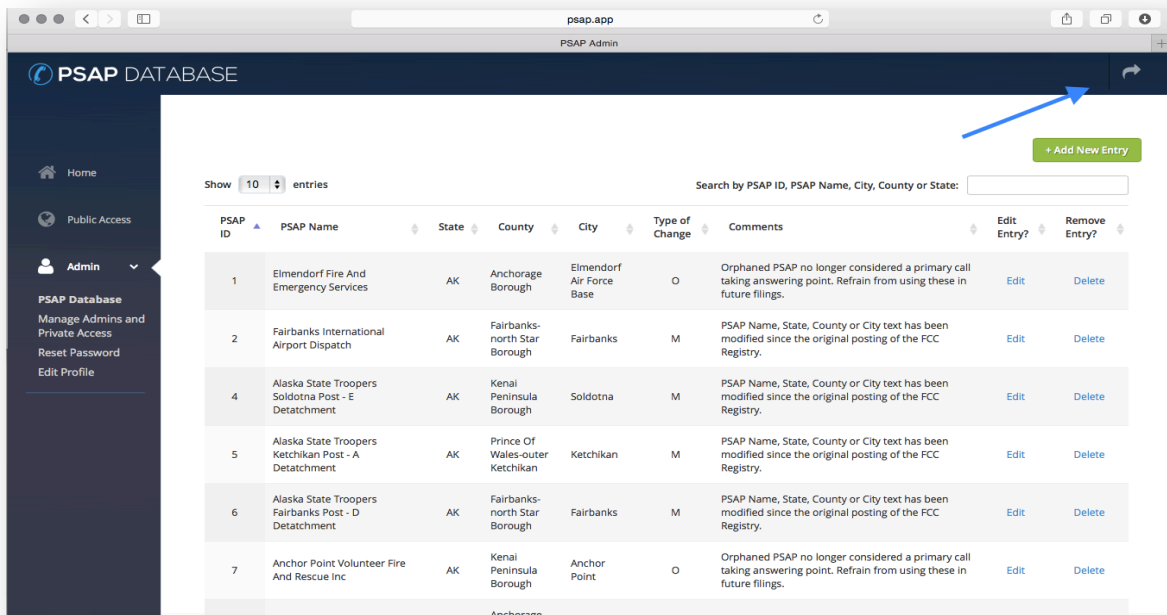 psap.app
PSAP Admin
PSAP DATABASE
+ Add New Entry
Home
Public Access
Admin
PSAP Database
Manage Admins and
Private Access
Reset Password
Edit Profile
Show 10 entries
Search by PSAP ID, PSAP Name, City, County or State:
PSAP ID PSAP Name State County City Type of Change Comments Edit Entry? Remove Entry?
1 Elmendorf Fire And Emergency Services AK Anchorage Borough Elmendorf Air Force Base O Orphaned PSAP no longer considered a primary call taking answering point. Refrain from using these in future filings. Edit Delete
2 Fairbanks International Airport Dispatch AK Fairbanks-north Star Borough Fairbanks M PSAP Name, State, County or City text has been modified since the original posting of the FCC Registry. Edit Delete
4 Alaska State Troopers Soldotna Post - E Detatchment AK Kenai Peninsula Borough Soldotna M PSAP Name, State, County or City text has been modified since the original posting of the FCC Registry. Edit Delete
5 Alaska State Troopers Ketchikan Post - A Detatchment AK Prince Of Wales-outer Ketchikan Ketchikan M PSAP Name, State, County or City text has been modified since the original posting of the FCC Registry. Edit Delete
6 Alaska State Troopers Fairbanks Post - D Detatchment AK Fairbanks-north Star Borough Fairbanks M PSAP Name, State, County or City text has been modified since the original posting of the FCC Registry. Edit Delete
7 Anchor Point Volunteer Fire And Rescue Inc AK Kenai Peninsula Borough Anchor Point O Orphaned PSAP no longer considered a primary call taking answering point. Refrain from using these in future filings. Edit Delete